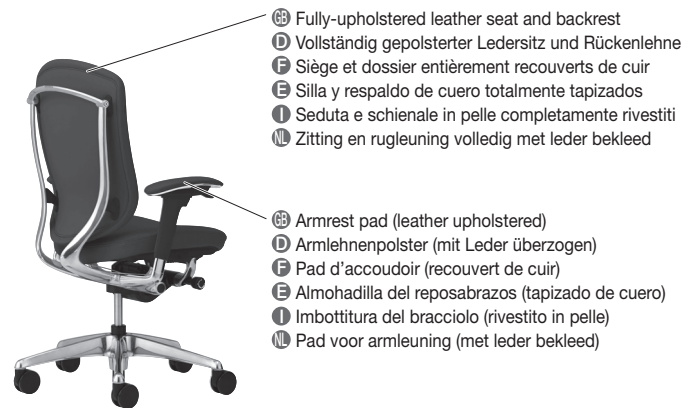 GB Fully-upholstered leather seat and backrest
D Vollständig gepolsterter Ledersitz und Rückenlehne
F Siège et dossier entièrement recouverts de cuir
E Silla y respaldo de cuero totalmente tapizados
I Seduta e schienale in pelle completamente rivestiti
NL Zitting en rugleuning volledig met leder bekleed
GB Armrest pad (leather upholstered)
D Armlehnenpolster (mit Leder überzogen)
F Pad d’accoudoir (recouvert de cuir)
E Almohadilla del reposabrazos (tapizado de cuero)
I Imbottitura del bracciolo (rivestito in pelle)
NL Pad voor armleuning (met leder bekleed)